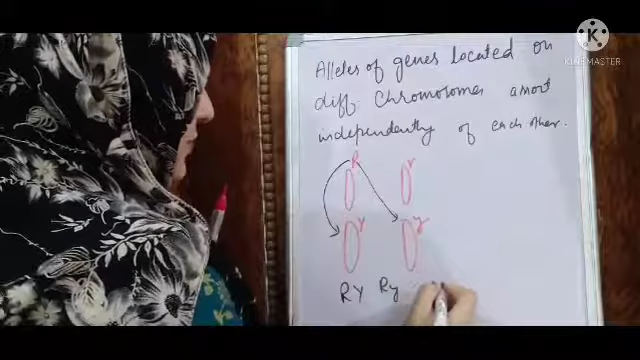 K
KINEMASTER
Alleles of genes located on
diff Chromosomes assort
independently of each other.
R r
Y y
RY Ry